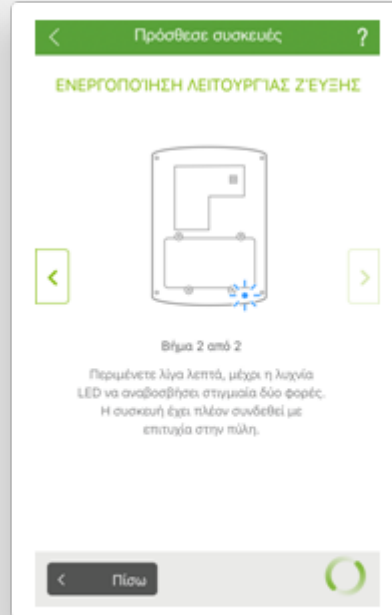 Πρόσθεσε συσκευές ?
ΕΝΕΡΓΟΠΟΊΗΣΗ ΛΕΙΤΟΥΡΓΊΑΣ ΖΕΎΞΗΣ
Βήμα 2 από 2
Περιμένετε λίγα λεπτά, μέχρι η λυχνία
LED να αναβοσβήσει στιγμιαία δύο φορές.
Η συσκευή έχει πλέον συνδεθεί με
επιτυχία στην πύλη.
Πίσω